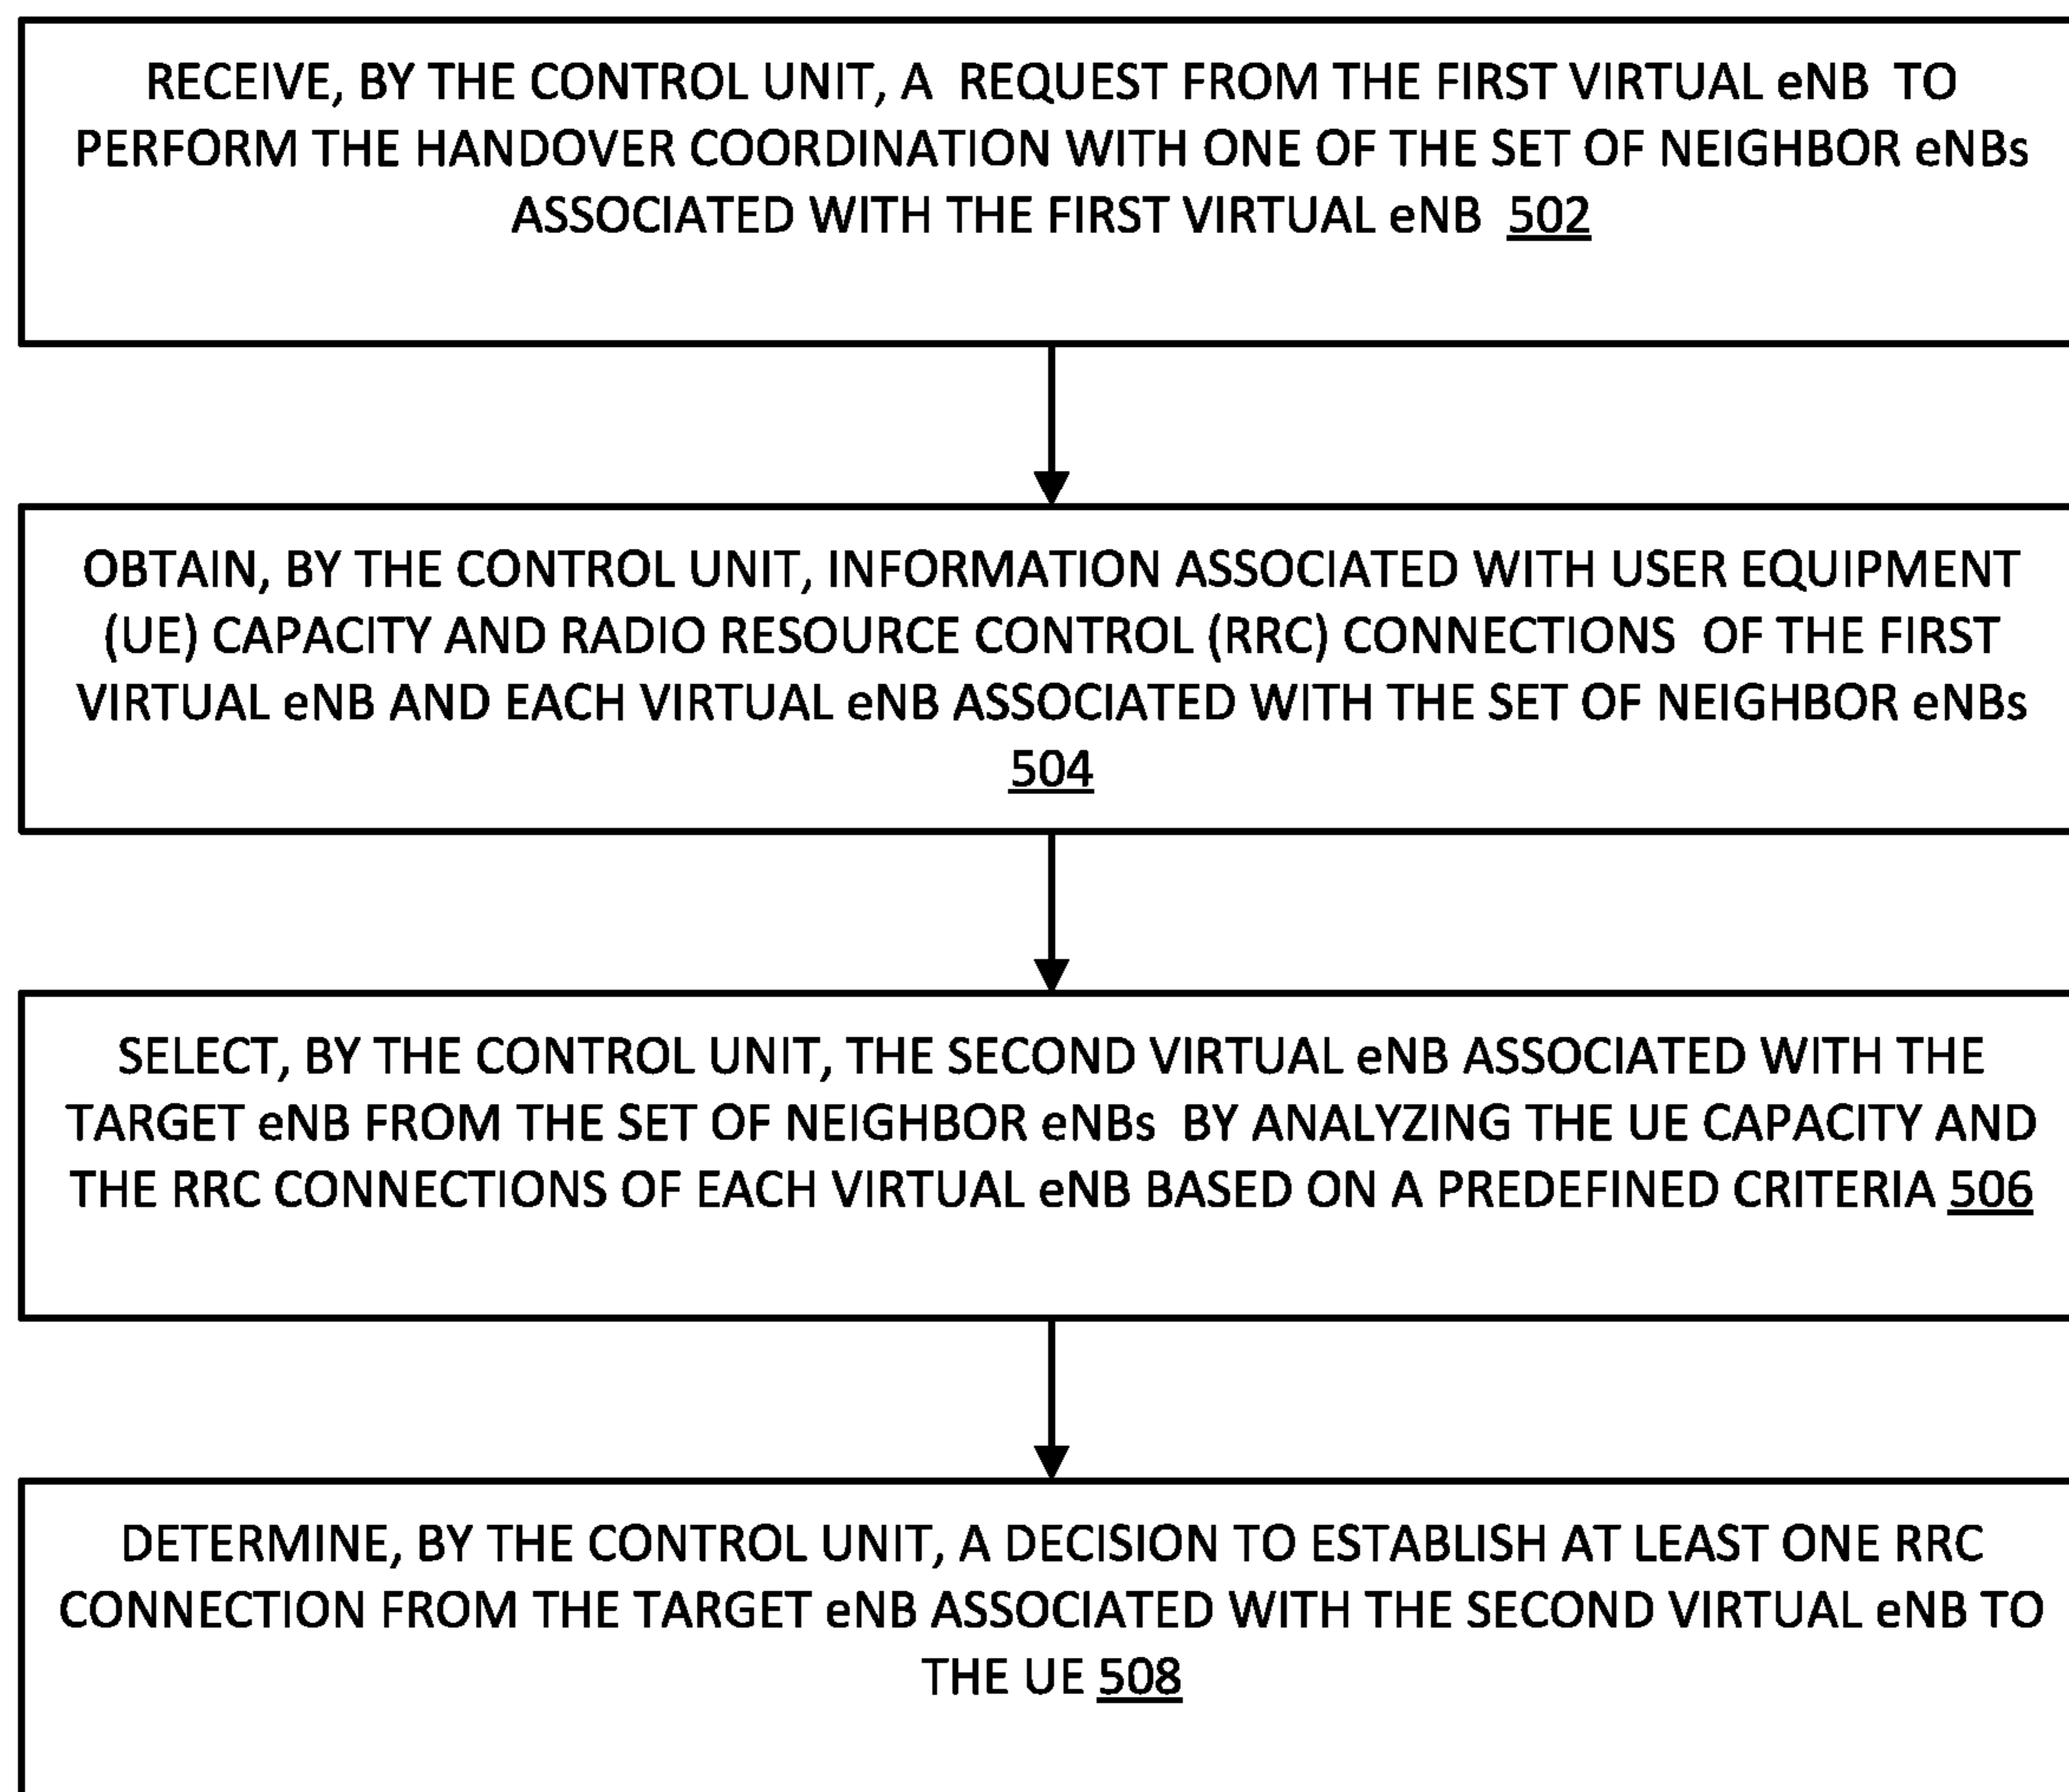 RECEIVE, BY THE CONTROL UNIT, A REQUEST FROM THE FIRST VIRTUAL eNB TO
PERFORM THE HANDOVER COORDINATION WITH ONE OF THE SET OF NEIGHBOR eNBs
ASSOCIATED WITH THE FIRST VIRTUAL eNB 502
OBTAIN, BY THE CONTROL UNIT, INFORMATION ASSOCIATED WITH USER EQUIPMENT
(UE) CAPACITY AND RADIO RESOURCE CONTROL (RRC) CONNECTIONS OF THE FIRST
VIRTUAL eNB AND EACH VIRTUAL eNB ASSOCIATED WITH THE SET OF NEIGHBOR eNBs
504
SELECT, BY THE CONTROL UNIT, THE SECOND VIRTUAL eNB ASSOCIATED WITH THE
TARGET eNB FROM THE SET OF NEIGHBOR eNBs BY ANALYZING THE UE CAPACITY AND
THE RRC CONNECTIONS OF EACH VIRTUAL eNB BASED ON A PREDEFINED CRITERIA 506
DETERMINE, BY THE CONTROL UNIT, A DECISION TO ESTABLISH AT LEAST ONE RRC
CONNECTION FROM THE TARGET eNB ASSOCIATED WITH THE SECOND VIRTUAL eNB TO
THE UE 508